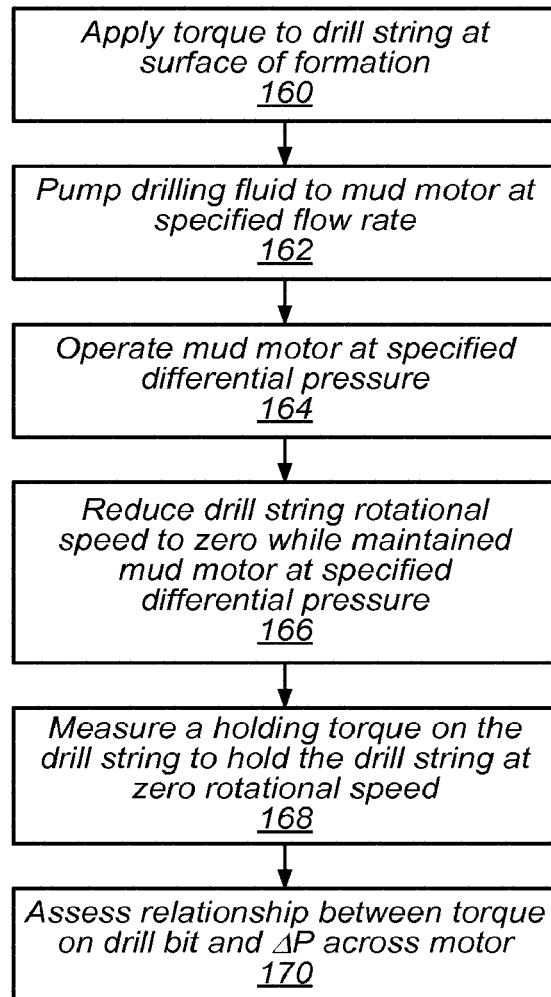 Apply torque to drill string at
surface of formation
160
Pump drilling fluid to mud motor at
specified flow rate
162
Operate mud motor at specified
differential pressure
164
Reduce drill string rotational
speed to zero while maintained
mud motor at specified
differential pressure
166
Measure a holding torque on the
drill string to hold the drill string at
zero rotational speed
168
Assess relationship between torque
on drill bit and ΔP across motor
170